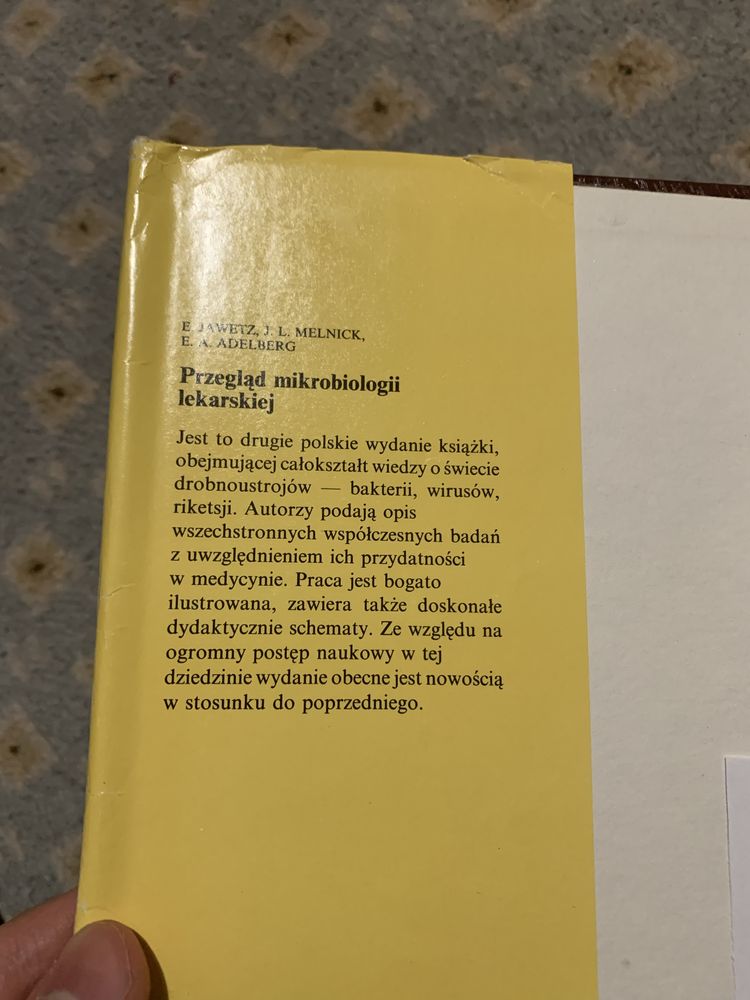 E. JAWETZ, J. L. MELNICK,
E. A. ADELBERG
Przegląd mikrobiologii
lekarskiej
Jest to drugie polskie wydanie książki,
obejmującej całokształt wiedzy o świecie
drobnoustrojów — bakterii, wirusów,
riketsji. Autorzy podają opis
wszechstronnych współczesnych badań
z uwzględnieniem ich przydatności
w medycynie. Praca jest bogato
ilustrowana, zawiera także doskonałe
dydaktycznie schematy. Ze względu na
ogromny postęp naukowy w tej
dziedzinie wydanie obecne jest nowością
w stosunku do poprzedniego.